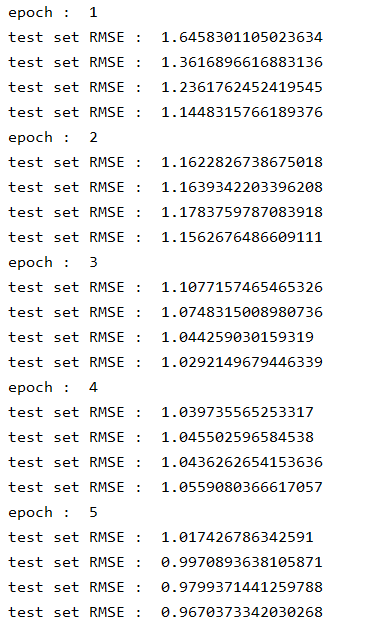 epoch :  1
test set RMSE :  1.6458301105023634
test set RMSE :  1.3616896616883136
test set RMSE :  1.2361762452419545
test set RMSE :  1.1448315766189376
epoch :  2
test set RMSE :  1.1622826738675018
test set RMSE :  1.1639342203396208
test set RMSE :  1.1783759787083918
test set RMSE :  1.1562676486609111
epoch :  3
test set RMSE :  1.1077157465465326
test set RMSE :  1.0748315008980736
test set RMSE :  1.044259030159319
test set RMSE :  1.0292149679446339
epoch :  4
test set RMSE :  1.039735565253317
test set RMSE :  1.045502596584538
test set RMSE :  1.0436262654153636
test set RMSE :  1.0559080366617057
epoch :  5
test set RMSE :  1.017426786342591
test set RMSE :  0.9970893638105871
test set RMSE :  0.9799371441259788
test set RMSE :  0.9670373342030268